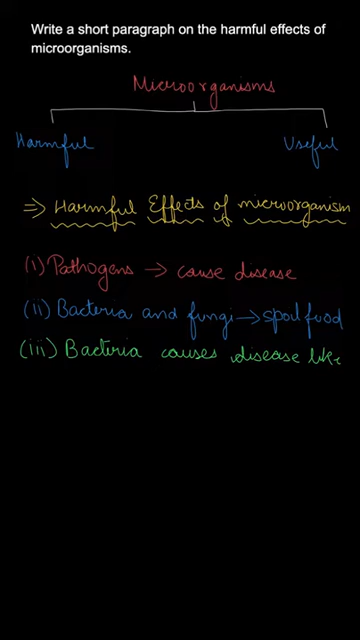 Write a short paragraph on the harmful effects of
microorganisms.
Microorganisms
Harmful Useful
⇒ Harmful Effects of microorganism
(i) Pathogens → cause disease
(ii) Bacteria and fungi → spoil food
(iii) Bacteria causes disease like